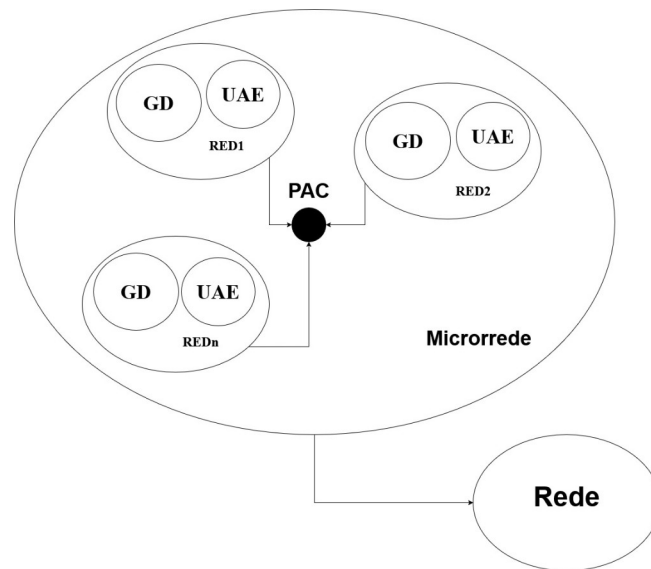 GD
UAE
RED1
GD
UAE
RED2
PAC
GD
UAE
REDn
Microrrede
Rede